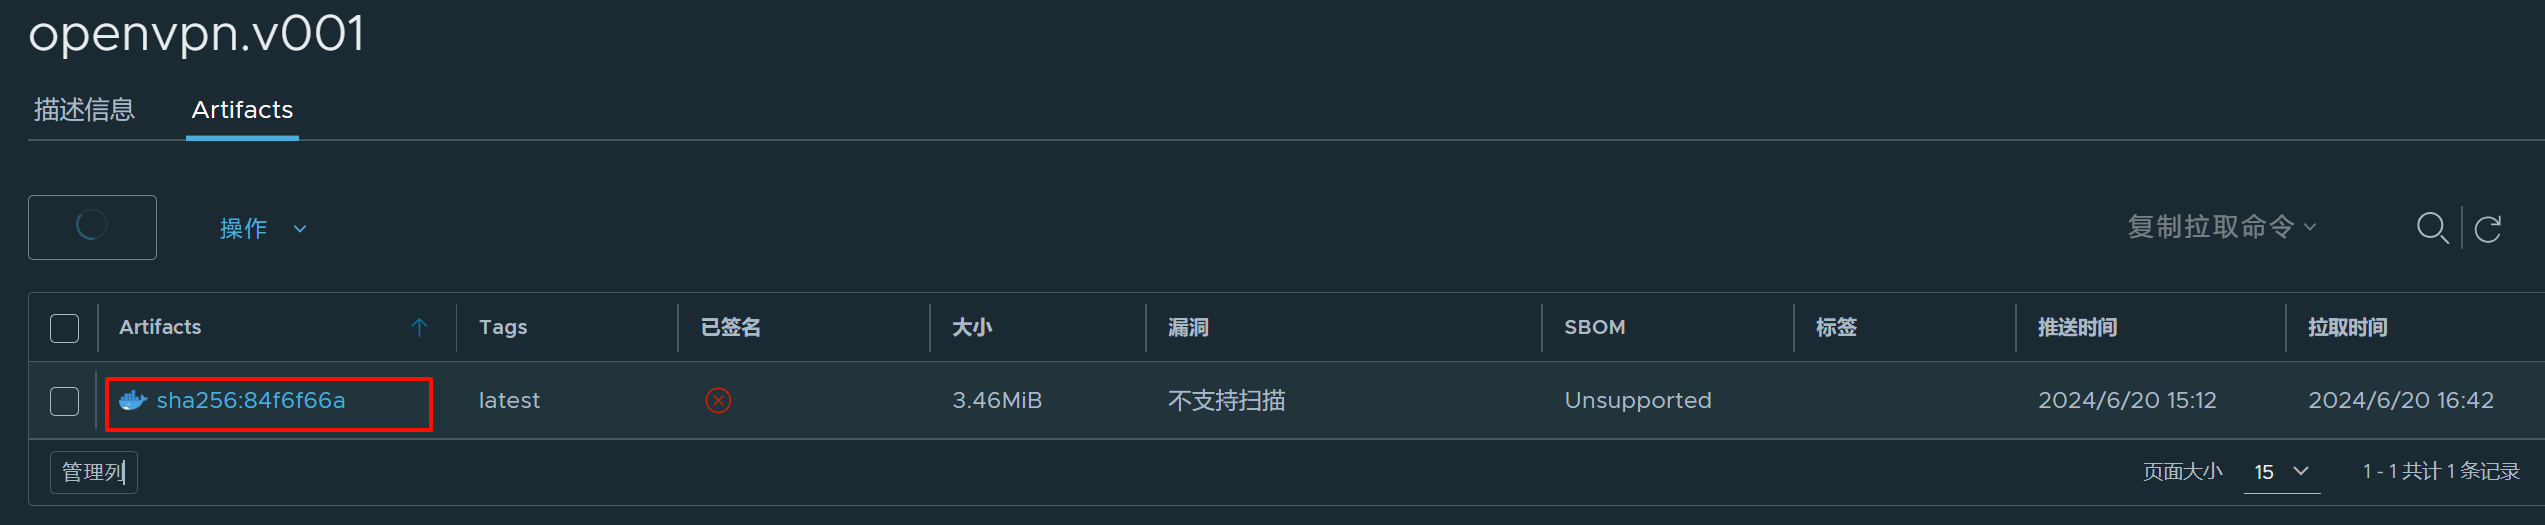 openvpn.v001
描述信息 Artifacts
操作 复制拉取命令
Artifacts Tags 已签名 大小 漏洞 SBOM 标签 推送时间 拉取时间
sha256:84f6f66a latest 3.46MiB 不支持扫描 Unsupported 2024/6/20 15:12 2024/6/20 16:42
管理列 页面大小 15 1 - 1 共计 1 条记录